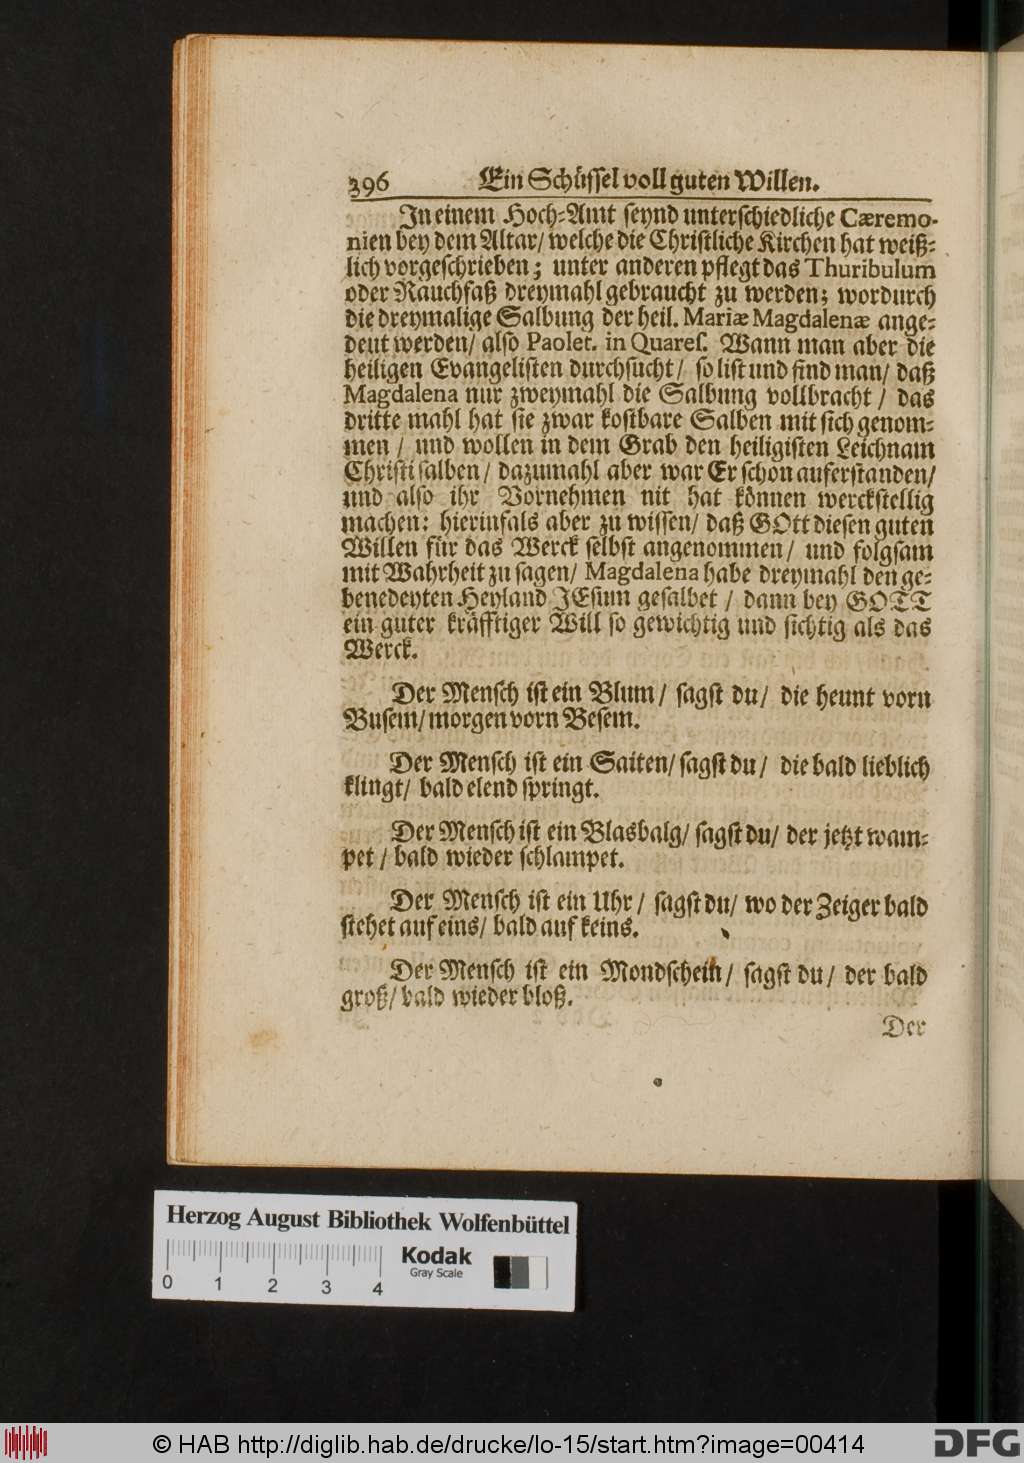 396 Ein Schüssel voll guten Willen.
In einem Hoch-Amt seynd unterschiedliche Cæremo-
nien bey dem Altar/ welche die Christliche Kirchen hat weiß-
lich vorgeschrieben; unter anderen pflegt das Thuribulum
oder Rauchfaß dreymahl gebraucht zu werden; wordurch
die dreymalige Salbung der heil. Mariæ Magdalenæ ange-
deut werden/ also Paolet. in Quares. Wann man aber die
heiligen Evangelisten durchsucht/ so list und find man/ daß
Magdalena nur zweymahl die Salbung vollbracht/ das
dritte mahl hat sie zwar kostbare Salben mit sich genom-
men/ und wollen in dem Grab den heiligisten Leichnam
Christi salben/ dazumahl aber war Er schon auferstanden/
und also ihr Vornehmen nit hat können werckstellig
machen: hierinfals aber zu wissen/ daß GOtt diesen guten
Willen für das Werck selbst angenommen/ und folgsam
mit Wahrheit zu sagen/ Magdalena habe dreymahl den ge-
benedeyten Heyland JEsum gesalbet/ dann bey GOTT
ein guter kräfftiger Will so gewichtig und sichtig als das
Werck.
Der Mensch ist ein Blum/ sagst du/ die heunt vorn
Busem/ morgen vorn Besem.
Der Mensch ist ein Saiten/ sagst du/ die bald lieblich
klingt/ bald elend springt.
Der Mensch ist ein Blasbalg/ sagst du/ der jetzt wam-
pet/ bald wieder schlampet.
Der Mensch ist ein Uhr/ sagst du/ wo der Zeiger bald
stehet auf eins/ bald auf keins.
Der Mensch ist ein Mondschein/ sagst du/ der bald
groß/ bald wieder bloß.
Der
Herzog August Bibliothek Wolfenbüttel
Kodak
Gray Scale
0 1 2 3 4
© HAB http://diglib.hab.de/drucke/lo-15/start.htm?image=00414
DFG